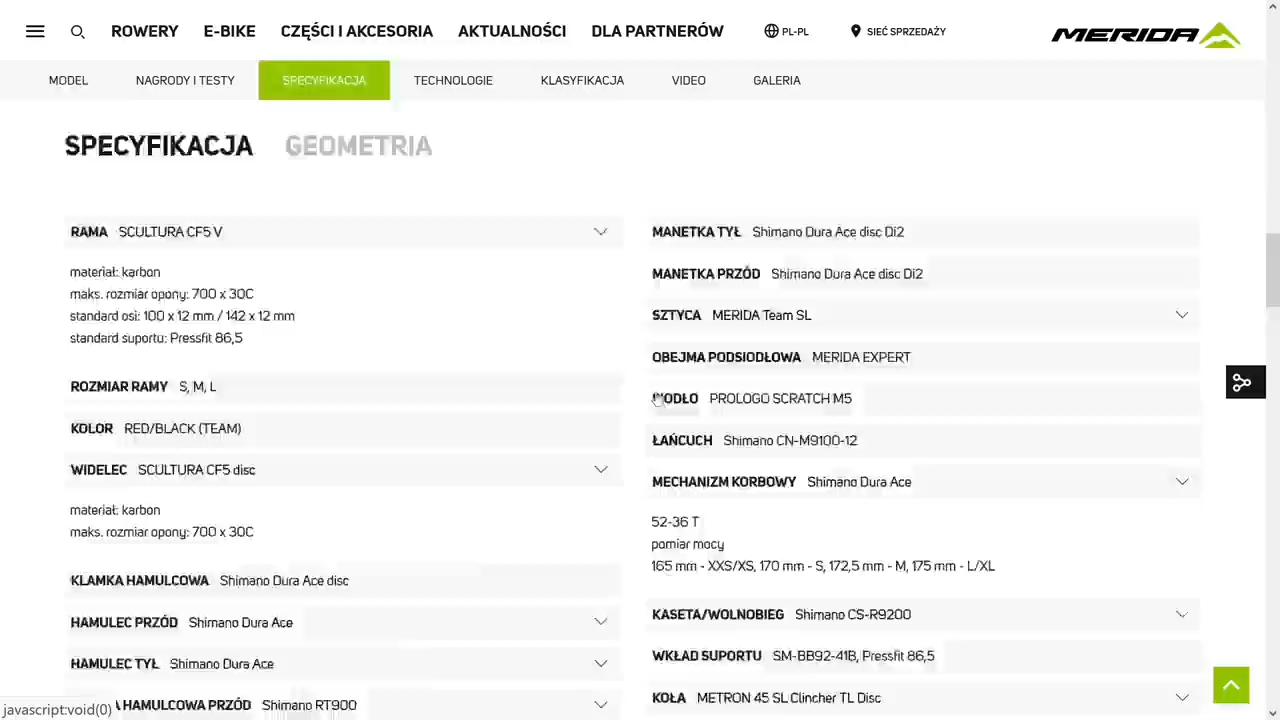 ROWERY E-BIKE CZĘŚCI I AKCESORIA AKTUALNOŚCI DLA PARTNERÓW PL-PL SIEĆ SPRZEDAŻY MERIDA
MODEL NAGRODY I TESTY SPECYFIKACJA TECHNOLOGIE KLASYFIKACJA VIDEO GALERIA
SPECYFIKACJA GEOMETRIA
RAMA SCULTURA CF5 V
materiał: karbon
maks. rozmiar opony: 700 x 30C
standard osi: 100 x 12 mm / 142 x 12 mm
standard suportu: Pressfit 86,5
ROZMIAR RAMY S, M, L
KOLOR RED/BLACK (TEAM)
WIDELEC SCULTURA CF5 disc
materiał: karbon
maks. rozmiar opony: 700 x 30C
KLAMKA HAMULCOWA Shimano Dura Ace disc
HAMULEC PRZÓD Shimano Dura Ace
HAMULEC TYŁ Shimano Dura Ace
HAMULCOWA PRZÓD Shimano RT900
MANETKA TYŁ Shimano Dura Ace disc Di2
MANETKA PRZÓD Shimano Dura Ace disc Di2
SZTYCA MERIDA Team SL
OBEJMA PODSIODŁOWA MERIDA EXPERT
PROLOGO SCRATCH M5
ŁAŃCUCH Shimano CN-M9100-12
MECHANIZM KORBOWY Shimano Dura Ace
52-36 T
pomiar mocy
165 mm - XXS/XS, 170 mm - S, 172,5 mm - M, 175 mm - L/XL
KASETA/WOLNOBIEG Shimano CS-R9200
WKŁAD SUPORTU SM-BB92-41B, Pressfit 86,5
KOŁA METRON 45 SL Clincher TL Disc
javascript:void(0)